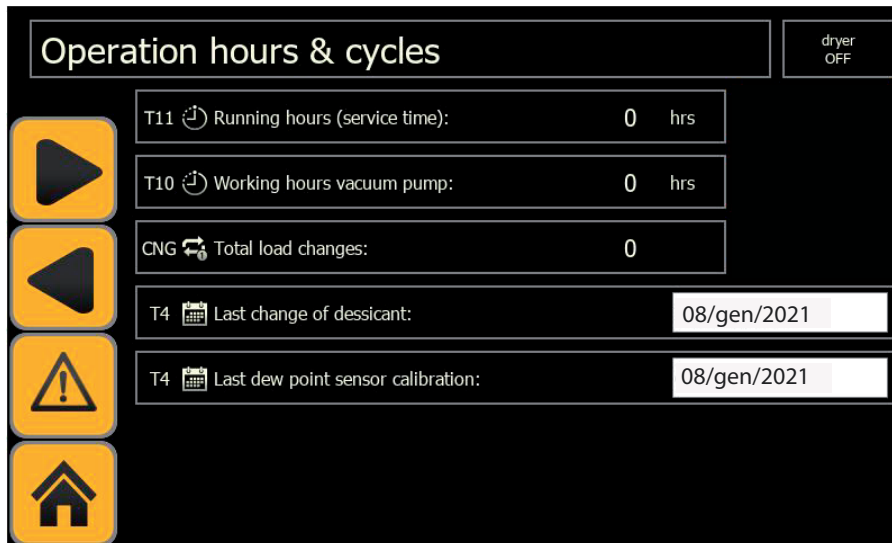 Operation hours & cycles
dryer
OFF
T11 Running hours (service time): 0 hrs
T10 Working hours vacuum pump: 0 hrs
CNG Total load changes: 0
T4 Last change of dessicant: 08/gen/2021
T4 Last dew point sensor calibration: 08/gen/2021